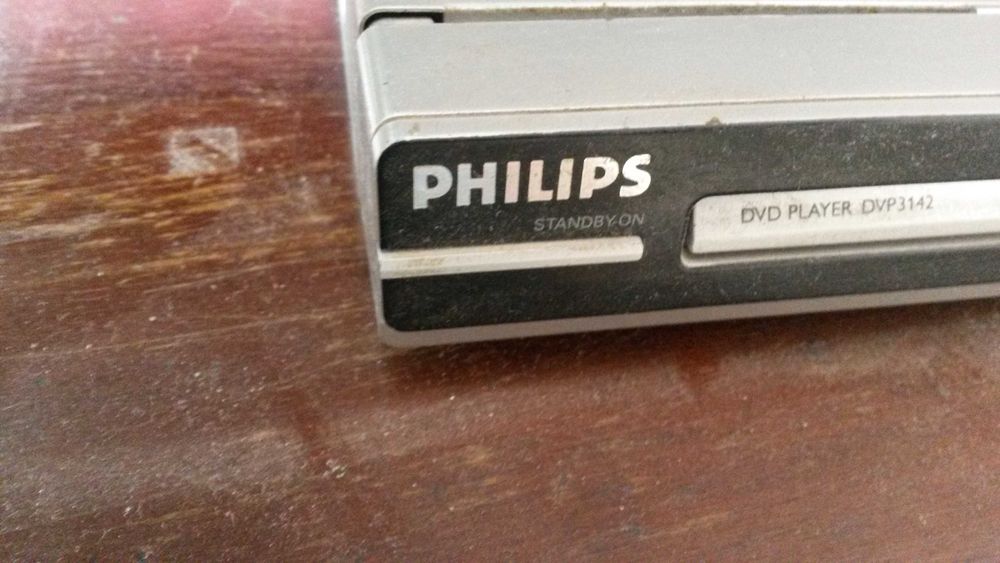 PHILIPS
STANDBY-ON
DVD PLAYER DVP3142